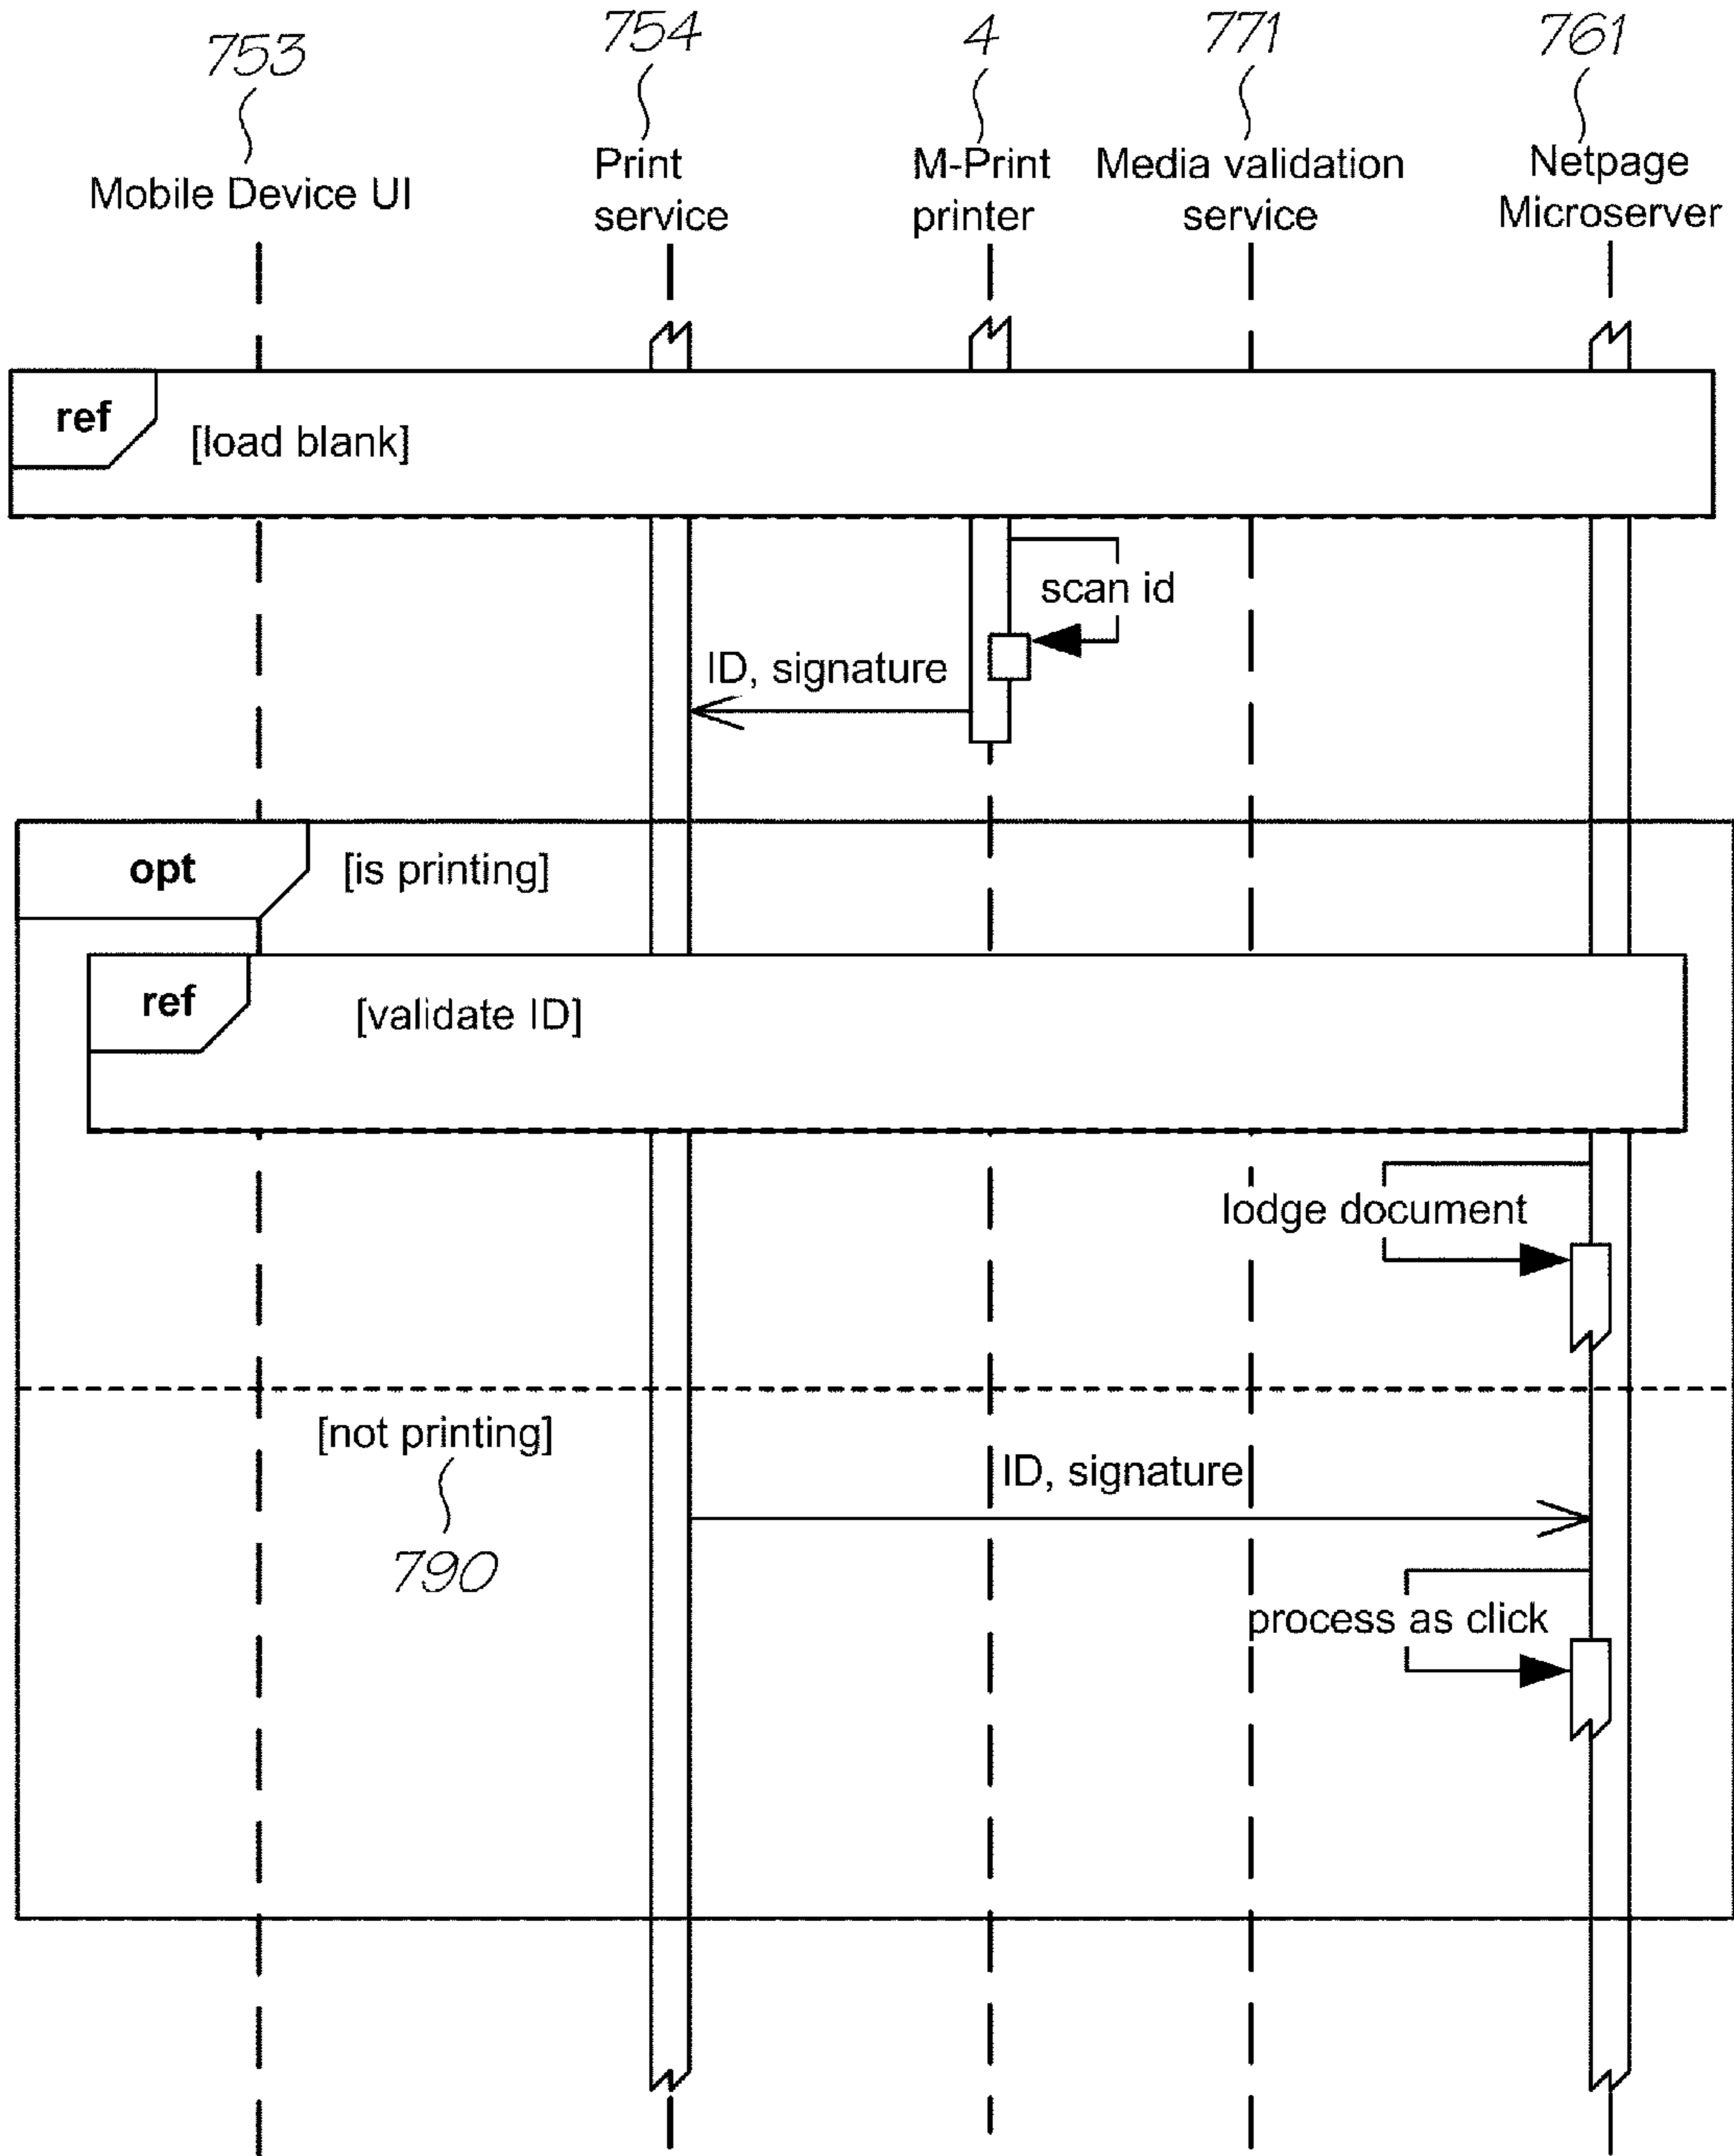 753 754 4 771 761
Mobile Device UI
Print
service
M-Print
printer
Media validation
service
Netpage
Microserver
ref [load blank]
scan id
ID, signature
opt [is printing]
ref [validate ID]
lodge document
[not printing]
790
ID, signature
process as click